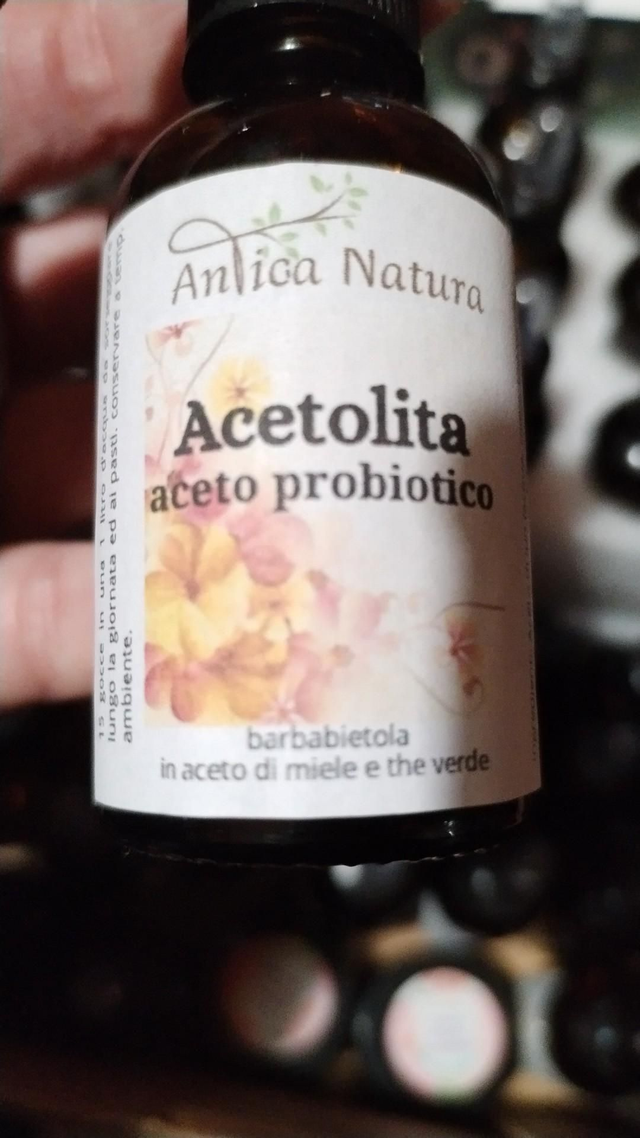 Antica Natura
Acetolita
aceto probiotico
barbabietola
in aceto di miele e the verde
15 gocce in una 1 litro d'acqua da sorseggiare
lungo la giornata ed ai pasti. conservare a temp.
ambiente.